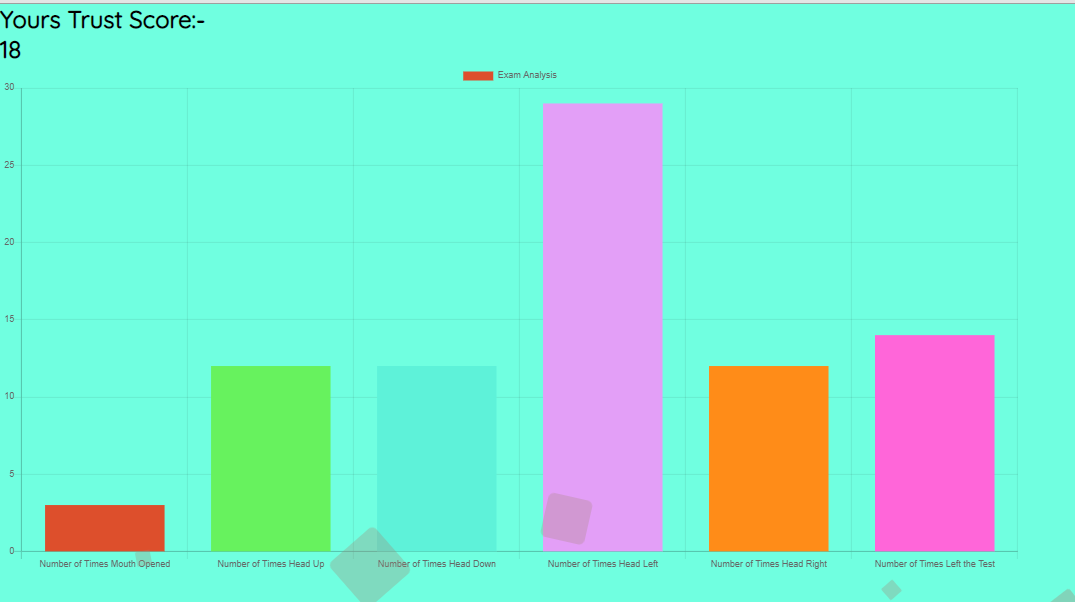 Yours Trust Score:-
18
Exam Analysis
30
25
20
15
10
5
0
Number of Times Mouth Opened
Number of Times Head Up
Number of Times Head Down
Number of Times Head Left
Number of Times Head Right
Number of Times Left the Test